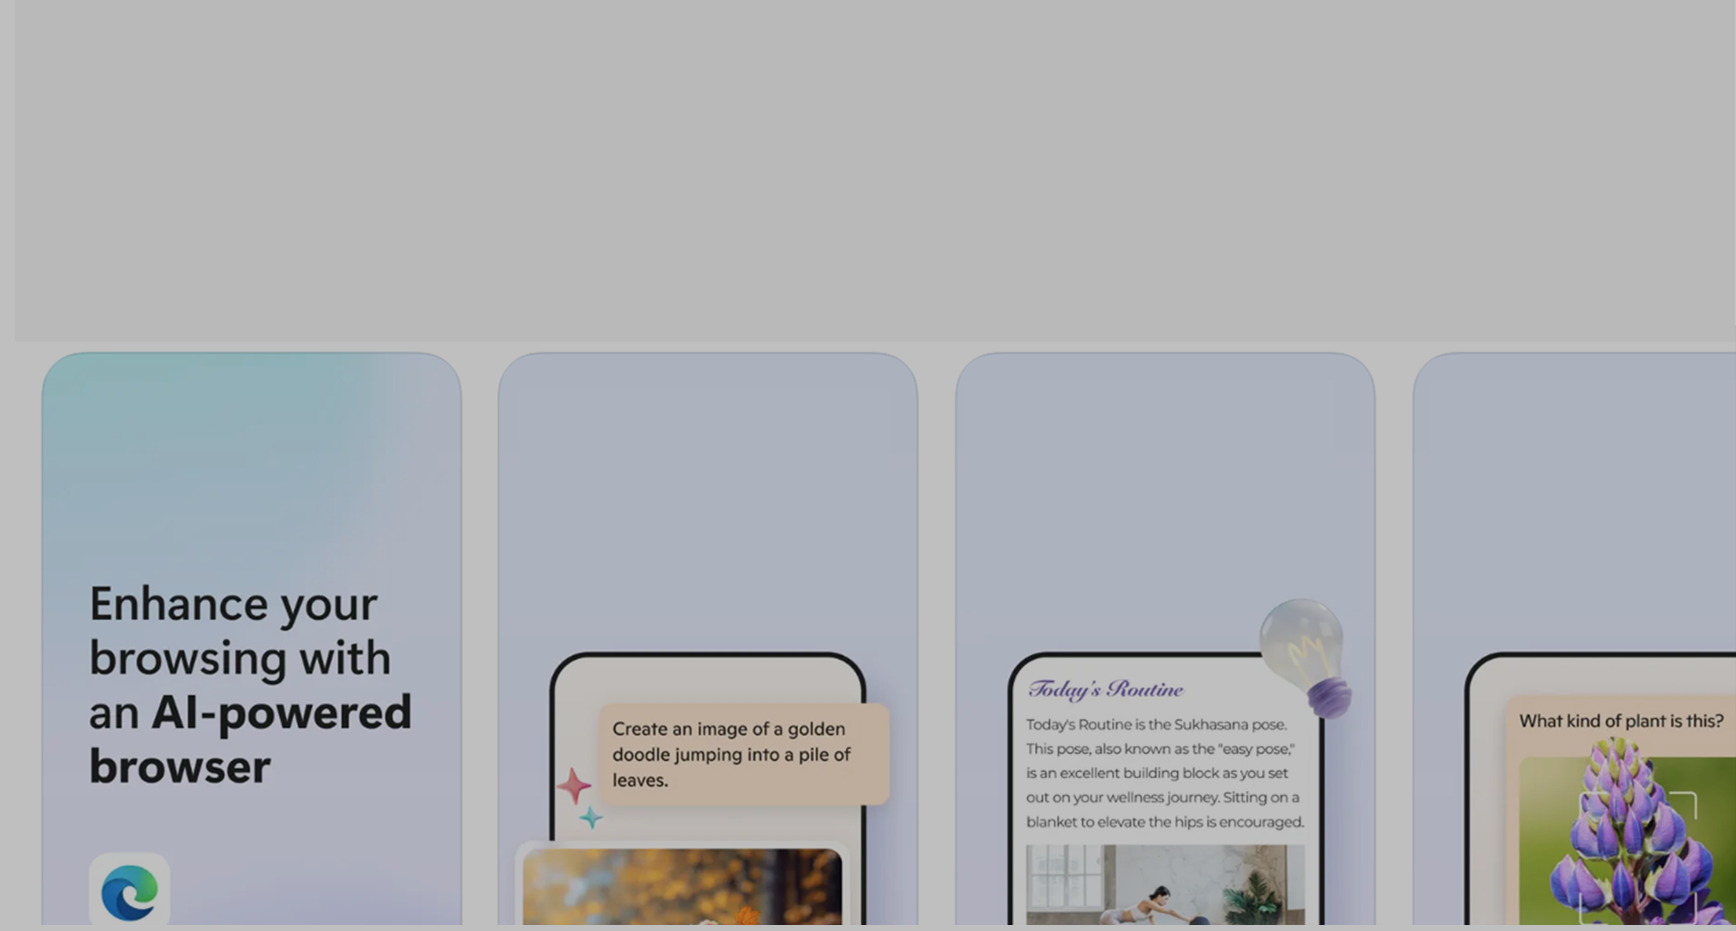 Enhance your
browsing with
an AI-powered
browser
Create an image of a golden
doodle jumping into a pile of
leaves.
Today's Routine
Today's Routine is the Sukhasana pose.
This pose, also known as the "easy pose,"
is an excellent building block as you set
out on your wellness journey. Sitting on a
blanket to elevate the hips is encouraged.
What kind of plant is this?